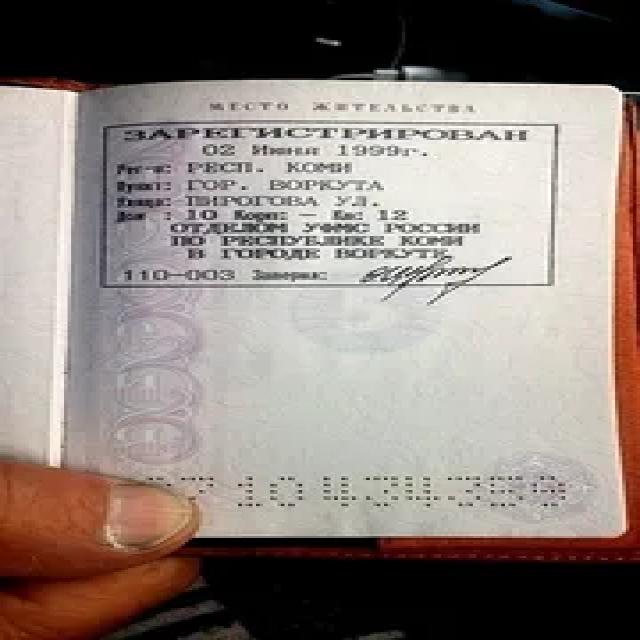 МЕСТО ЖИТЕЛЬСТВА
ЗАРЕГИСТРИРОВАН
02 Июня 1999г.
Рег-н: РЕСП. КОМИ
Пункт: ГОР. ВОРКУТА
Улица: ПИРОГОВА УЛ.
Дом : 10 Корп: — Кв: 12
ОТДЕЛОМ УФМС РОССИИ
ПО РЕСПУБЛИКЕ КОМИ
В ГОРОДЕ ВОРКУТЕ
110-003 Заверил: